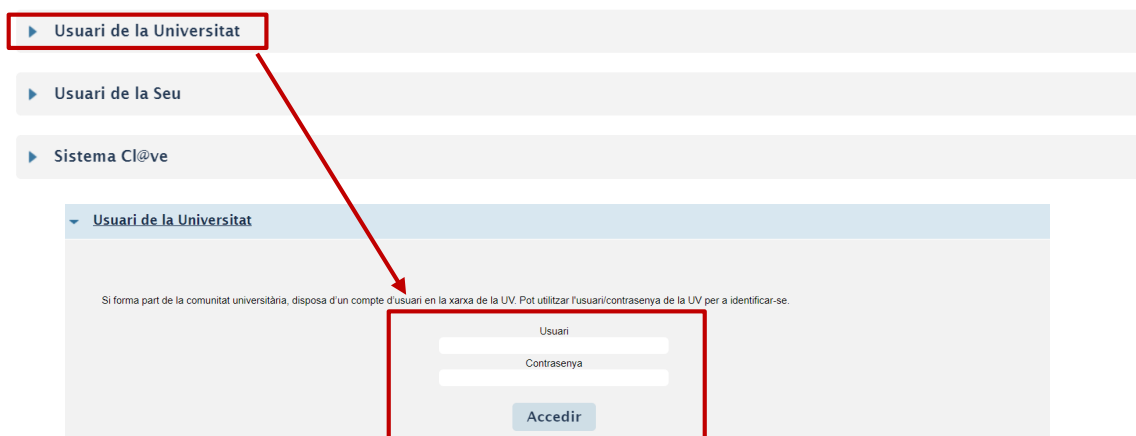 Usuari de la Universitat
Usuari de la Seu
Sistema Cl@ve
Usuari de la Universitat
Si forma part de la comunitat universitària, disposa d'un compte d'usuari en la xarxa de la UV. Pot utilitzar l'usuari/contrasenya de la UV per a identificar-se.
Usuari
Contrasenya
Accedir